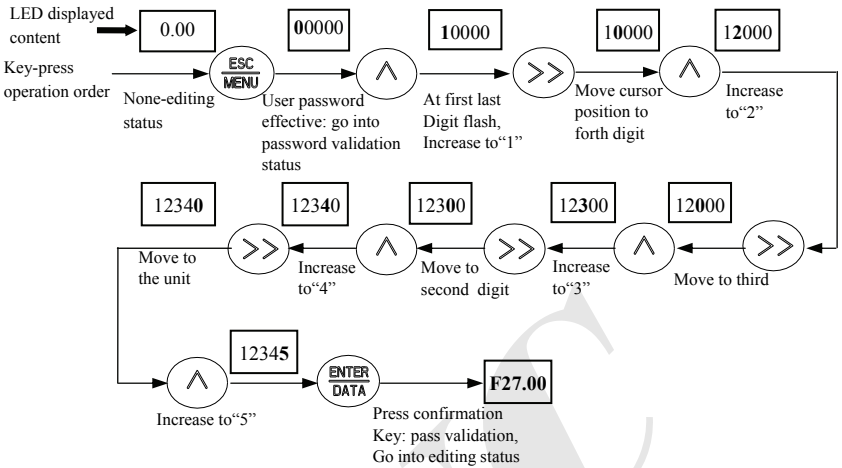 LED displayed
content
0.00
00000
10000
10000
12000
Key-press
operation order
ESC
MENU
None-editing
status
User password
effective: go into
password validation
status
At first last
Digit flash,
Increase to“1”
Move cursor
position to
forth digit
Increase
to“2”
12340
12340
12300
12300
12000
Move to
the unit
Increase
to“4”
Move to
second digit
Increase
to“3”
Move to third
12345
ENTER
DATA
F27.00
Increase to“5”
Press confirmation
Key: pass validation,
Go into editing status